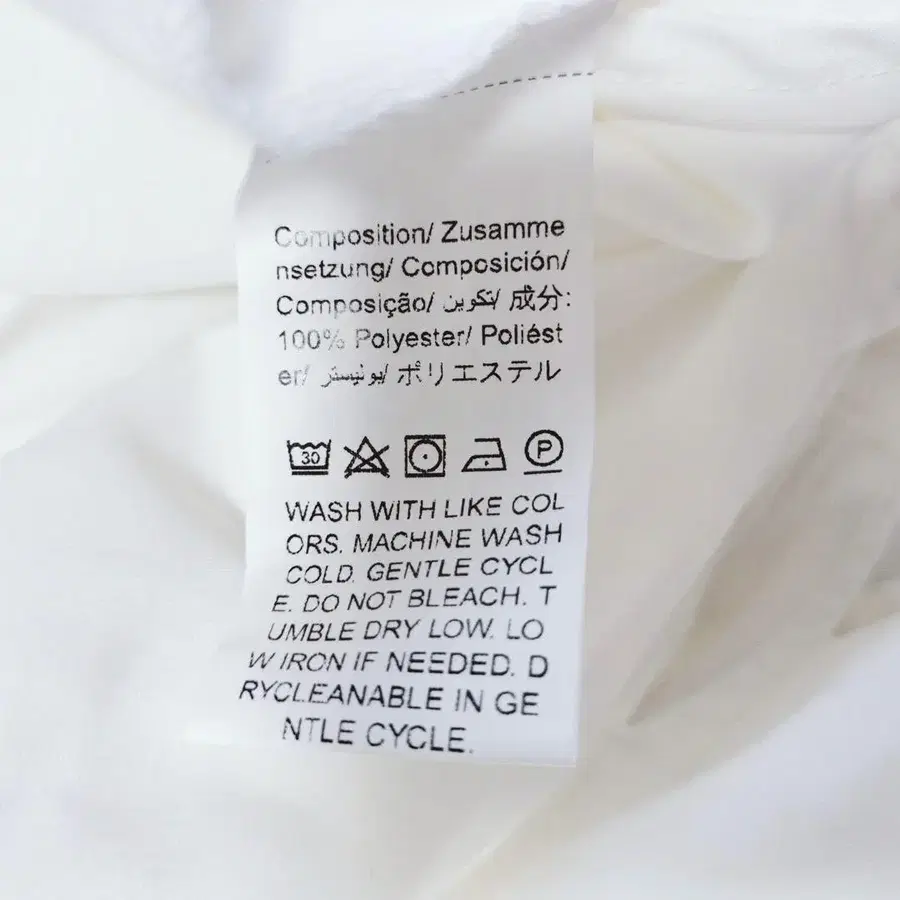 Composition/ Zusamme
nsetzung/ Composición/
Composição/ تكوين/ 成分:
100% Polyester/ Poliést
er/ بوليستر/ ポリエステル
30 P
WASH WITH LIKE COL
ORS. MACHINE WASH
COLD. GENTLE CYCL
E. DO NOT BLEACH. T
UMBLE DRY LOW. LO
W IRON IF NEEDED. D
RYCLEANABLE IN GE
NTLE CYCLE.